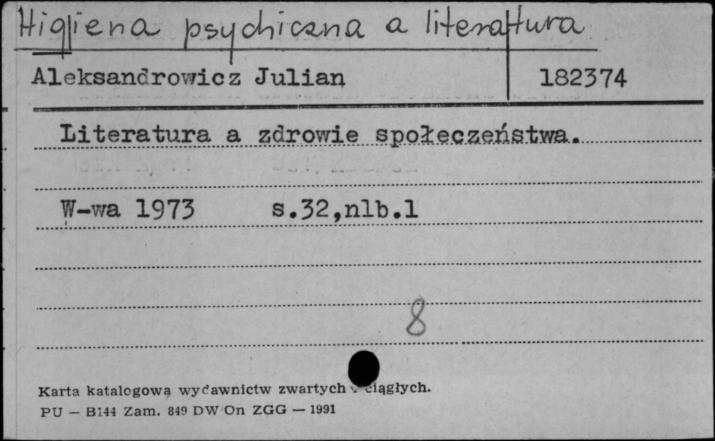 Higiena psychiczna a literatura
Aleksandrowicz Julian 182374
Literatura a zdrowie społeczeństwa.
W-wa 1973 s.32,nlb.1
8
Karta katalogowa wydawnictw zwartych i ciągłych.
PU — B144 Zam. 849 DW On ZGG — 1991